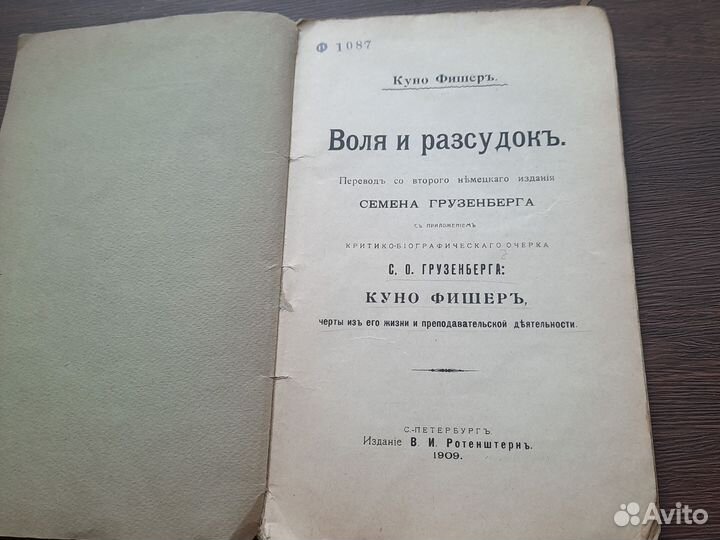 Ф 1087
Куно Фишеръ.
Воля и разсудокъ.
Переводъ со второго нѣмецкаго изданія
СЕМЕНА ГРУЗЕНБЕРГА
СЪ ПРИЛОЖЕНІЕМЪ
КРИТИКО-БІОГРАФИЧЕСКАГО ОЧЕРКА
С. О. ГРУЗЕНБЕРГА:
КУНО ФИШЕРЪ,
черты изъ его жизни и преподавательской дѣятельности.
С.-ПЕТЕРБУРГЪ.
Изданіе В. И. Ротенштернъ.
1909.
Avito